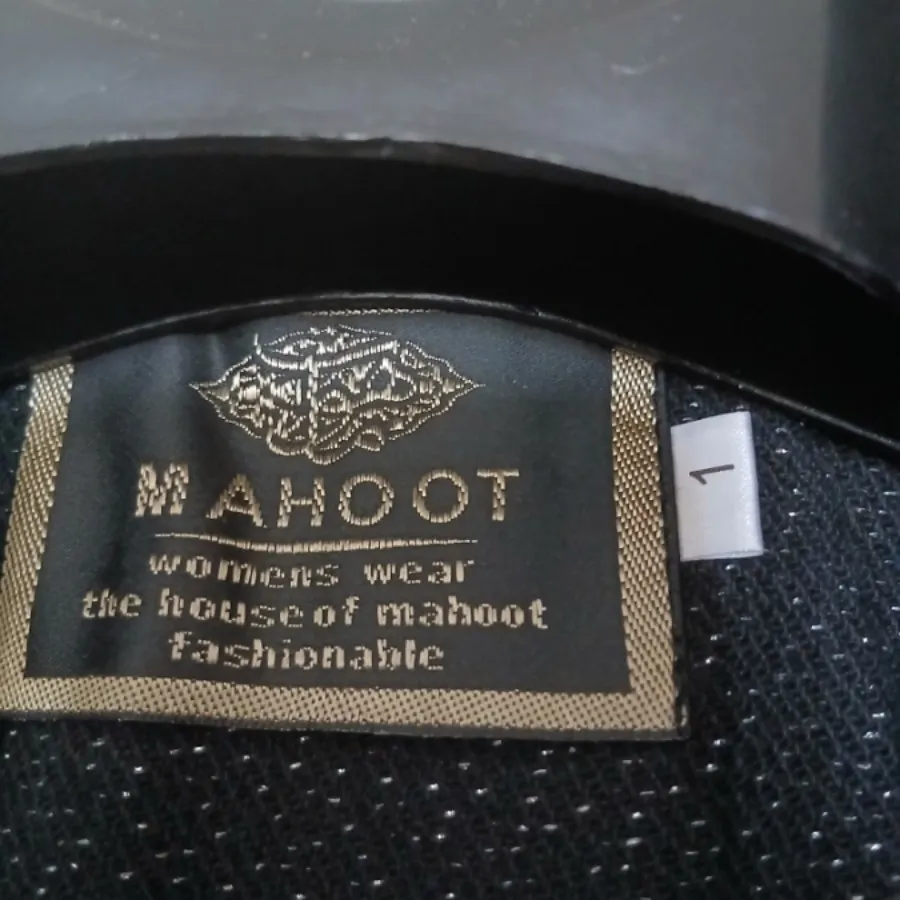 MAHOOT
womens wear
the house of mahoot
fashionable
1